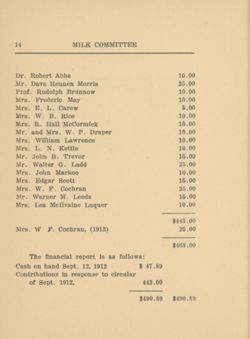 14 MILK COMMITTEE
Dr. Robert Abbe 10.00
Mr. Dave Hennen Morris 25.00
Prof. Rudolph Brunnow 10.00
Mrs. Frederic May 10.00
Mrs. E. L. Carew 5.00
Mrs. W. B. Rice 10.00
Mrs. R. Hall McCormick 10.00
Mr. and Mrs. W. P. Draper 10.00
Mrs. William Lawrence 10.00
Mrs. L. N. Kettle 10.00
Mr. John B. Trevor 15.00
Mr. Walter G. Ladd 25.00
Mrs. John Markoe 10.00
Mrs. Edgar Scott 15.00
Mrs. W. F. Cochran 25.00
Mr. Warner M. Leeds 15.00
Mrs. Lea McIlvaine Luquer 10.00
$443.00
Mrs. W F. Cochran, (1913) 25.00
$468.00
The financial report is as follows:
Cash on hand Sept. 12, 1912 $ 47.89
Contributions in response to circular
of Sept. 1912, 443.00
$490.89 $490.89